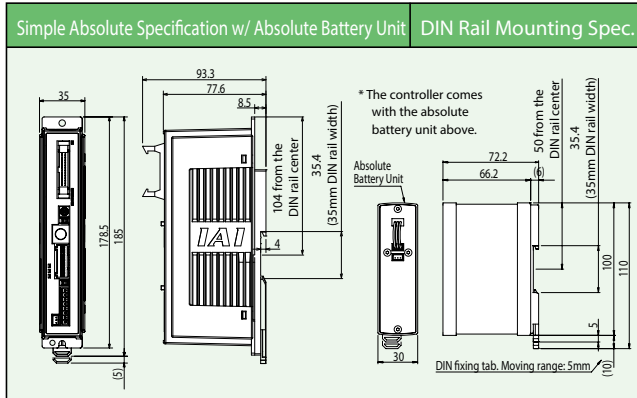 Simple Absolute Specification w/ Absolute Battery Unit
DIN Rail Mounting Spec.
35
178.5
185
(5)
93.3
77.6
8.5
104 from the
DIN rail center
35.4
(35mm DIN rail width)
4
IAI
* The controller comes
with the absolute
battery unit above.
Absolute
Battery Unit
30
72.2
66.2
(6)
50 from the
DIN rail center
35.4
(35mm DIN rail width)
100
110
5
(10)
DIN fixing tab. Moving range: 5mm